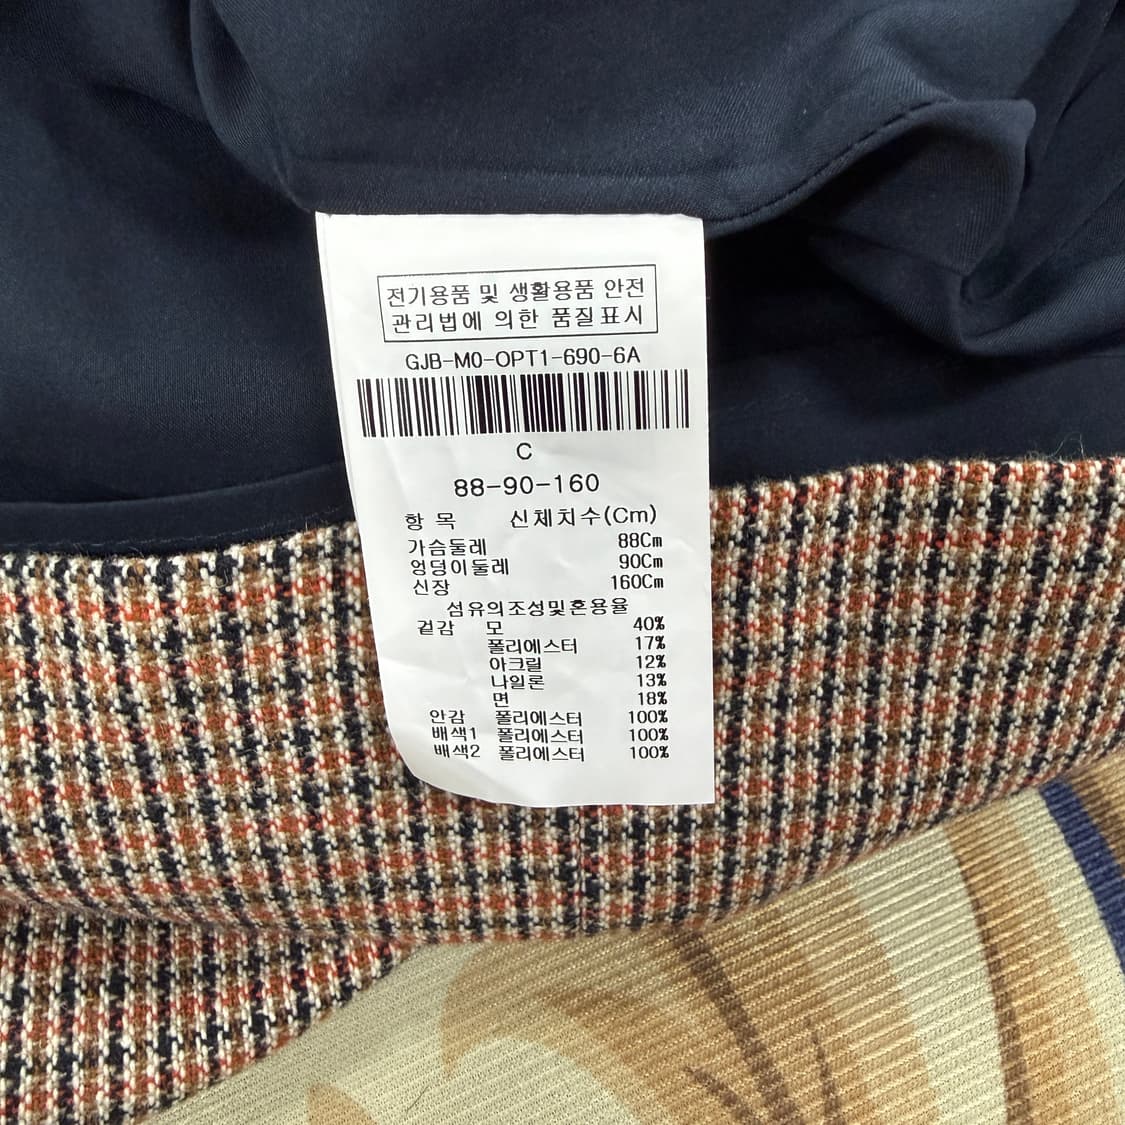 전기용품 및 생활용품 안전
관리법에 의한 품질표시
GJB-M0-OPT1-690-6A
C
88-90-160
항 목 신체치수(Cm)
가슴둘레 88Cm
엉덩이둘레 90Cm
신장 160Cm
섬유의조성및혼용율
겉감 모 40%
폴리에스터 17%
아크릴 12%
나일론 13%
면 18%
안감 폴리에스터 100%
배색1 폴리에스터 100%
배색2 폴리에스터 100%